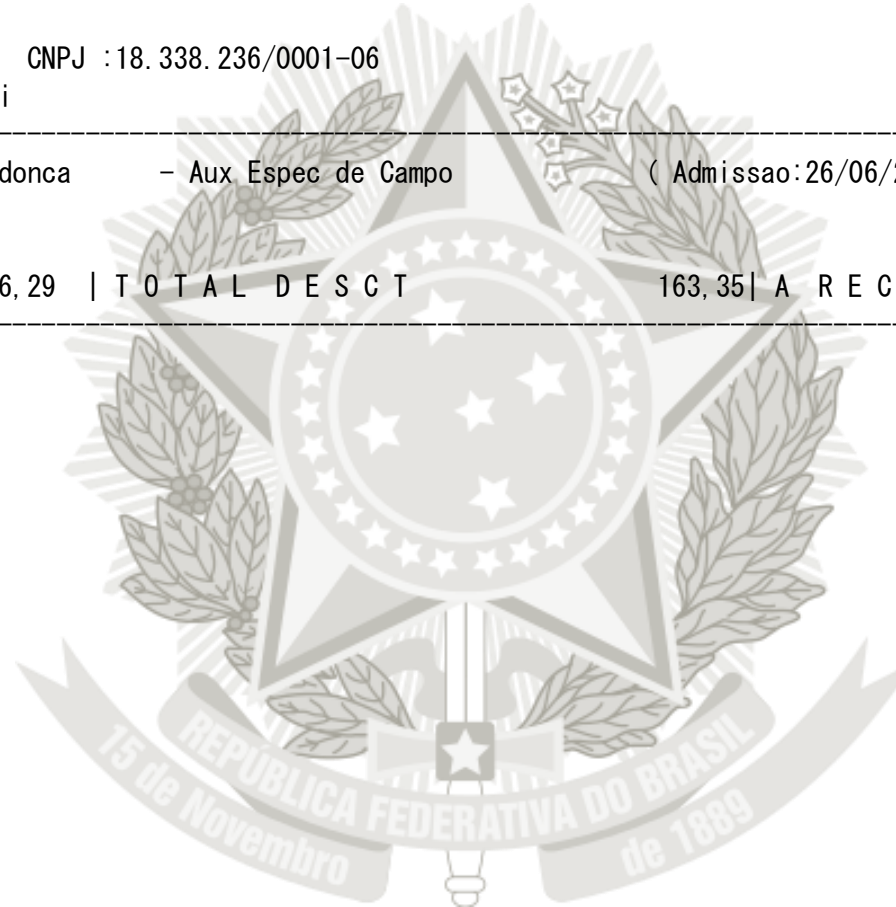 CNPJ :18.338.236/0001-06
i
donca - Aux Espec de Campo ( Admissao:26/06/2
6,29 | T O T A L D E S C T 163,35| A R E C
REPÚBLICA FEDERATIVA DO BRASIL
15 de Novembro de 1889